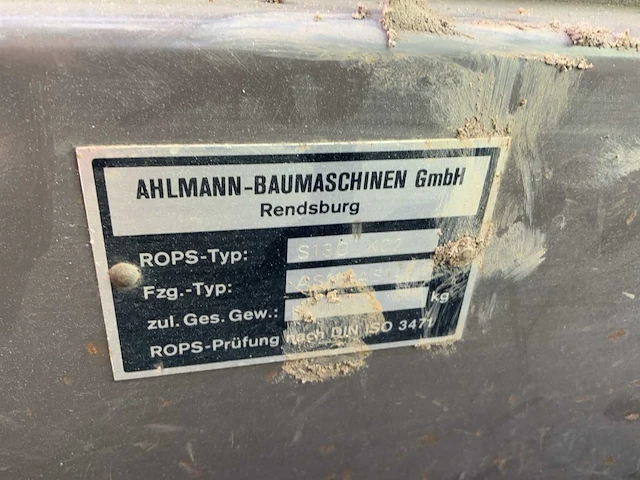 AHLMANN-BAUMASCHINEN GmbH
Rendsburg
ROPS-Typ:
Fzg.-Typ:
zul. Ges. Gew.: kg
ROPS-Prüfung nach DIN ISO 3471